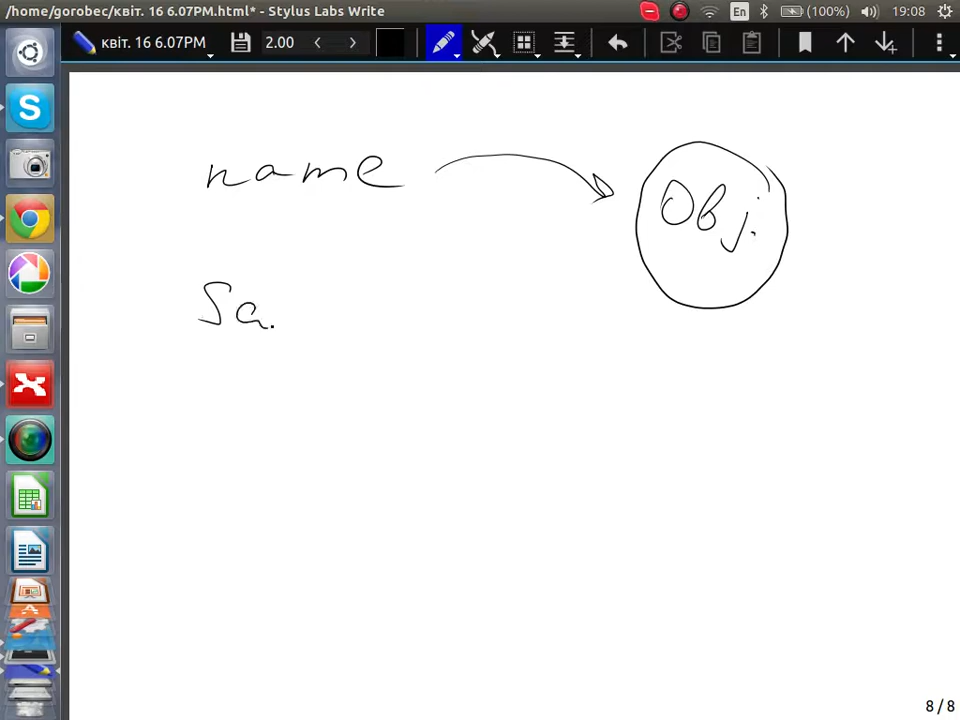 /home/gorobec/квіт. 16 6.07PM.html* - Stylus Labs Write
En (100%) 19:08
квіт. 16 6.07PM 2.00
name Obj.
Sa.
8 / 8